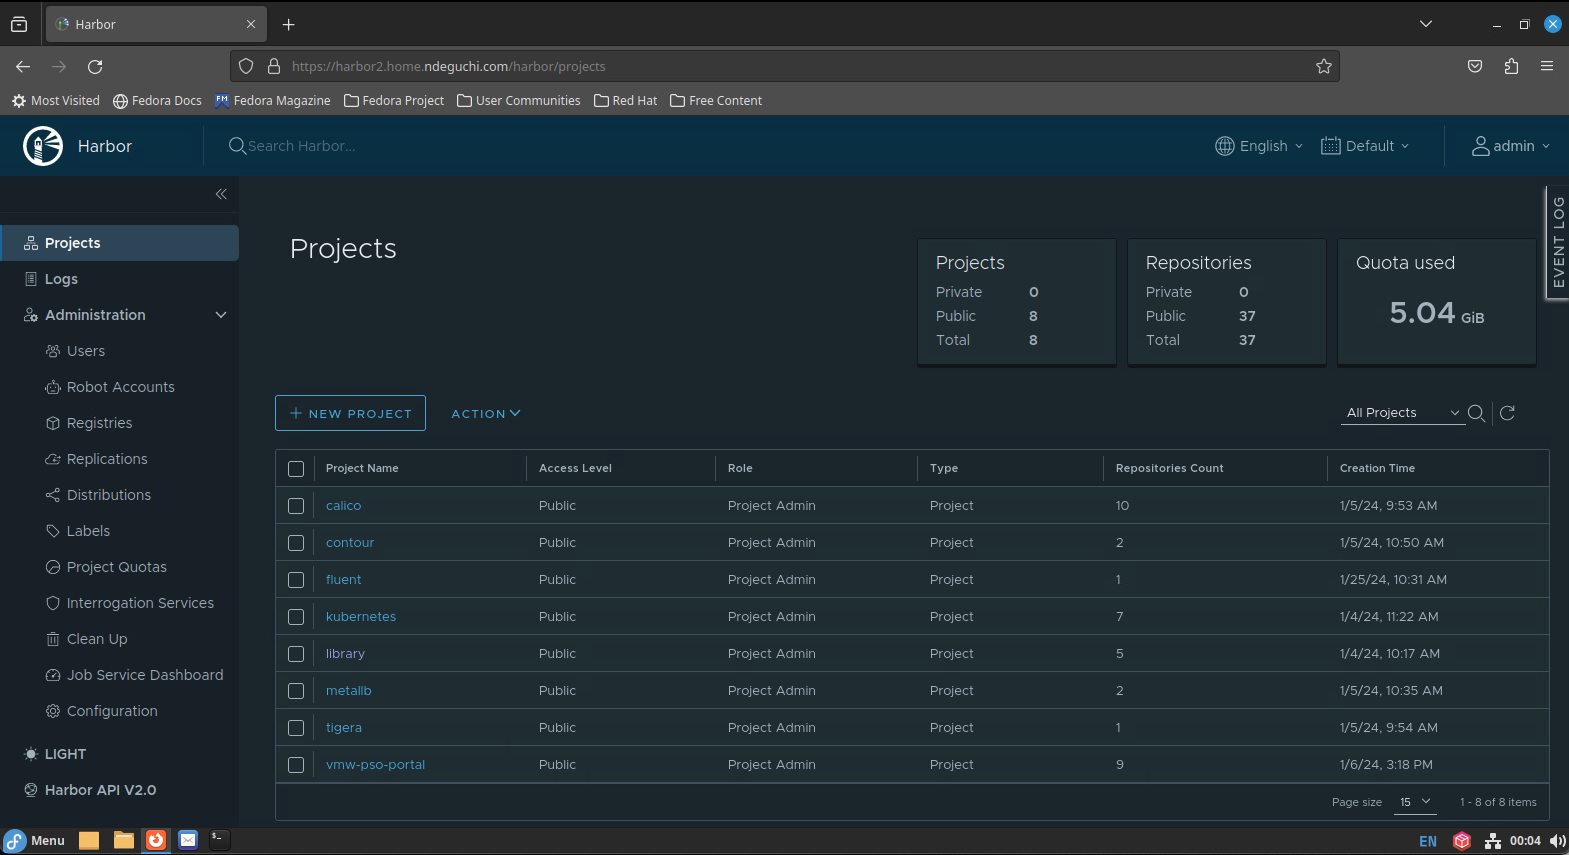 Harbor
https://harbor2.home.ndeguchi.com/harbor/projects
Most Visited Fedora Docs FM Fedora Magazine Fedora Project User Communities Red Hat Free Content
Harbor Search Harbor... English Default admin
EVENT LOG
Projects
Logs
Administration
Users
Robot Accounts
Registries
Replications
Distributions
Labels
Project Quotas
Interrogation Services
Clean Up
Job Service Dashboard
Configuration
LIGHT
Harbor API V2.0
Projects
Projects
Private 0
Public 8
Total 8
Repositories
Private 0
Public 37
Total 37
Quota used
5.04 GiB
NEW PROJECT ACTION All Projects
Project Name Access Level Role Type Repositories Count Creation Time
calico Public Project Admin Project 10 1/5/24, 9:53 AM
contour Public Project Admin Project 2 1/5/24, 10:50 AM
fluent Public Project Admin Project 1 1/25/24, 10:31 AM
kubernetes Public Project Admin Project 7 1/4/24, 11:22 AM
library Public Project Admin Project 5 1/4/24, 10:17 AM
metallb Public Project Admin Project 2 1/5/24, 10:35 AM
tigera Public Project Admin Project 1 1/5/24, 9:54 AM
vmw-pso-portal Public Project Admin Project 9 1/6/24, 3:18 PM
Page size 15 1 - 8 of 8 items
Menu EN 00:04